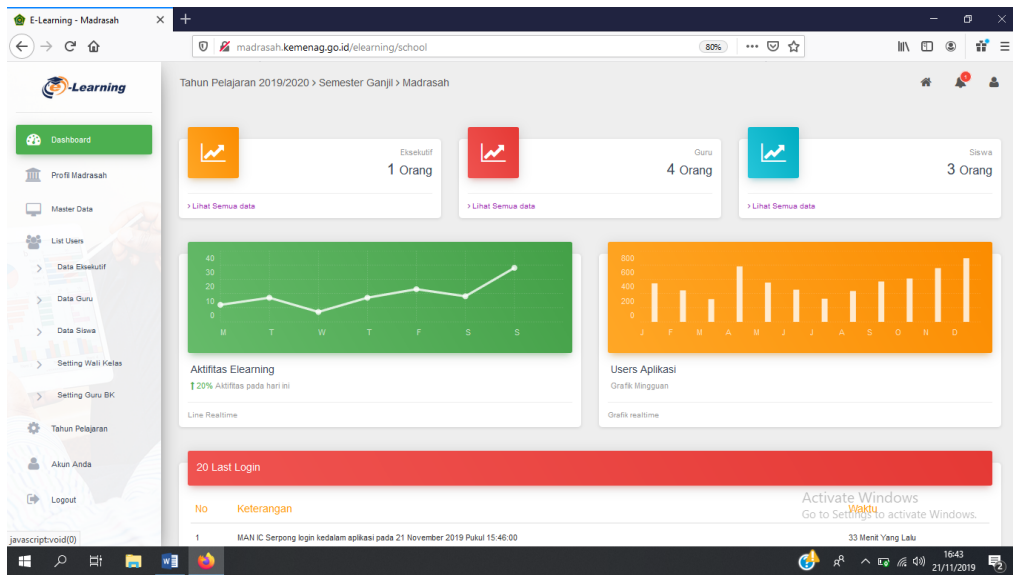 E-Learning - Madrasah
madrasah.kemenag.go.id/elearning/school
80%
-Learning
Tahun Pelajaran 2019/2020 > Semester Ganjil > Madrasah
Dashboard
Profil Madrasah
Master Data
List Users
Data Eksekutif
Data Guru
Data Siswa
Setting Wali Kelas
Setting Guru BK
Tahun Pelajaran
Akun Anda
Logout
javascript:void(0)
Eksekutif
1 Orang
> Lihat Semua data
Guru
4 Orang
> Lihat Semua data
Siswa
3 Orang
> Lihat Semua data
40
30
20
10
0
M T W T F S S
Aktifitas Elearning
20% Aktifitas pada hari ini
Line Realtime
800
600
400
200
0
J F M A M J J A S O N D
Users Aplikasi
Grafik Mingguan
Grafik realtime
20 Last Login
No Keterangan Waktu
1 MAN IC Serpong login kedalam aplikasi pada 21 November 2019 Pukul 15:46:00 33 Menit Yang Lalu
Activate Windows
Go to Settings to activate Windows.
16:43
21/11/2019
2